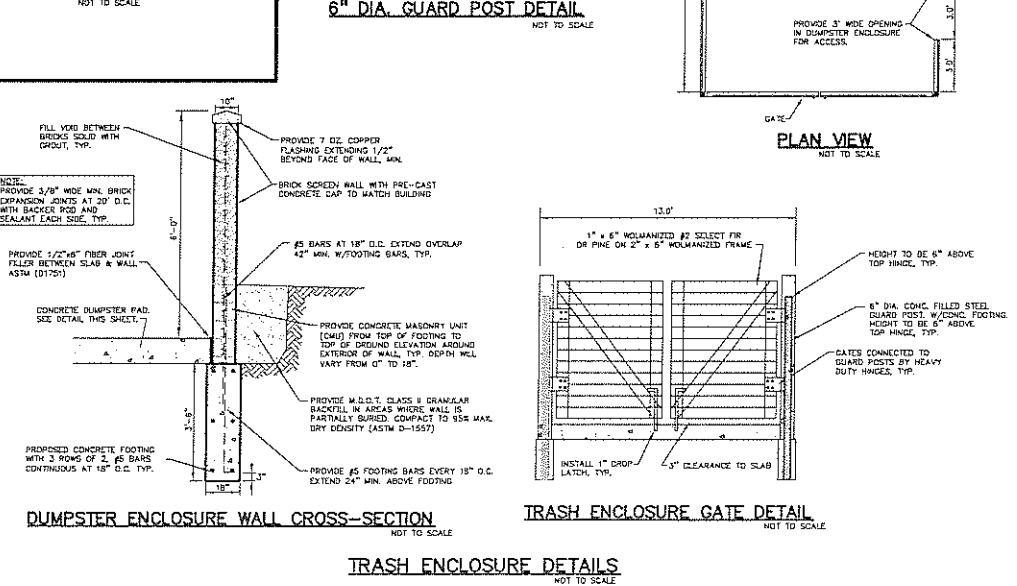 NOT TO SCALE
6" DIA. GUARD POST DETAIL
NOT TO SCALE
PROVIDE 3' WIDE OPENING
IN DUMPSTER ENCLOSURE
FOR ACCESS.
3.0'
3.0'
GATE
PLAN VIEW
NOT TO SCALE
10"
FILL VOID BETWEEN
BRICKS SOLID WITH
GROUT, TYP.
PROVIDE 7 OZ. COPPER
FLASHING EXTENDING 1/2"
BEYOND FACE OF WALL, MIN.
NOTE:
PROVIDE 3/8" WIDE MIN. BRICK
EXPANSION JOINTS AT 20' O.C.
WITH BACKER ROD AND
SEALANT EACH SIDE, TYP.
BRICK SCREEN WALL WITH PRE-CAST
CONCRETE CAP TO MATCH BUILDING
6'-0"
PROVIDE 1/2"x6" FIBER JOINT
FILLER BETWEEN SLAB & WALL
ASTM (D1751)
#5 BARS AT 18" O.C. EXTEND OVERLAP
42" MIN. W/FOOTING BARS, TYP.
CONCRETE DUMPSTER PAD.
SEE DETAIL THIS SHEET.
PROVIDE CONCRETE MASONRY UNIT
(CMU) FROM TOP OF FOOTING TO
TOP OF GROUND ELEVATION AROUND
EXTERIOR OF WALL, TYP. DEPTH WILL
VARY FROM 0" TO 18".
PROVIDE M.D.O.T. CLASS II GRANULAR
BACKFILL IN AREAS WHERE WALL IS
PARTIALLY BURIED. COMPACT TO 95% MAX.
DRY DENSITY (ASTM D-1557)
3'-6"
PROPOSED CONCRETE FOOTING
WITH 3 ROWS OF 2, #5 BARS
CONTINUOUS AT 18" O.C. TYP.
PROVIDE #5 FOOTING BARS EVERY 18" O.C.
EXTEND 24" MIN. ABOVE FOOTING
3"
18"
DUMPSTER ENCLOSURE WALL CROSS-SECTION
NOT TO SCALE
13.0'
1" x 6" WOLMANIZED #2 SELECT FIR
OR PINE ON 2" x 6" WOLMANIZED FRAME
HEIGHT TO BE 6" ABOVE
TOP HINGE, TYP.
6" DIA. CONC. FILLED STEEL
GUARD POST. W/CONC. FOOTING.
HEIGHT TO BE 6" ABOVE
TOP HINGE, TYP.
GATES CONNECTED TO
GUARD POSTS BY HEAVY
DUTY HINGES, TYP.
INSTALL 1" DROP
LATCH, TYP.
3" CLEARANCE TO SLAB
TRASH ENCLOSURE GATE DETAIL
NOT TO SCALE
TRASH ENCLOSURE DETAILS
NOT TO SCALE